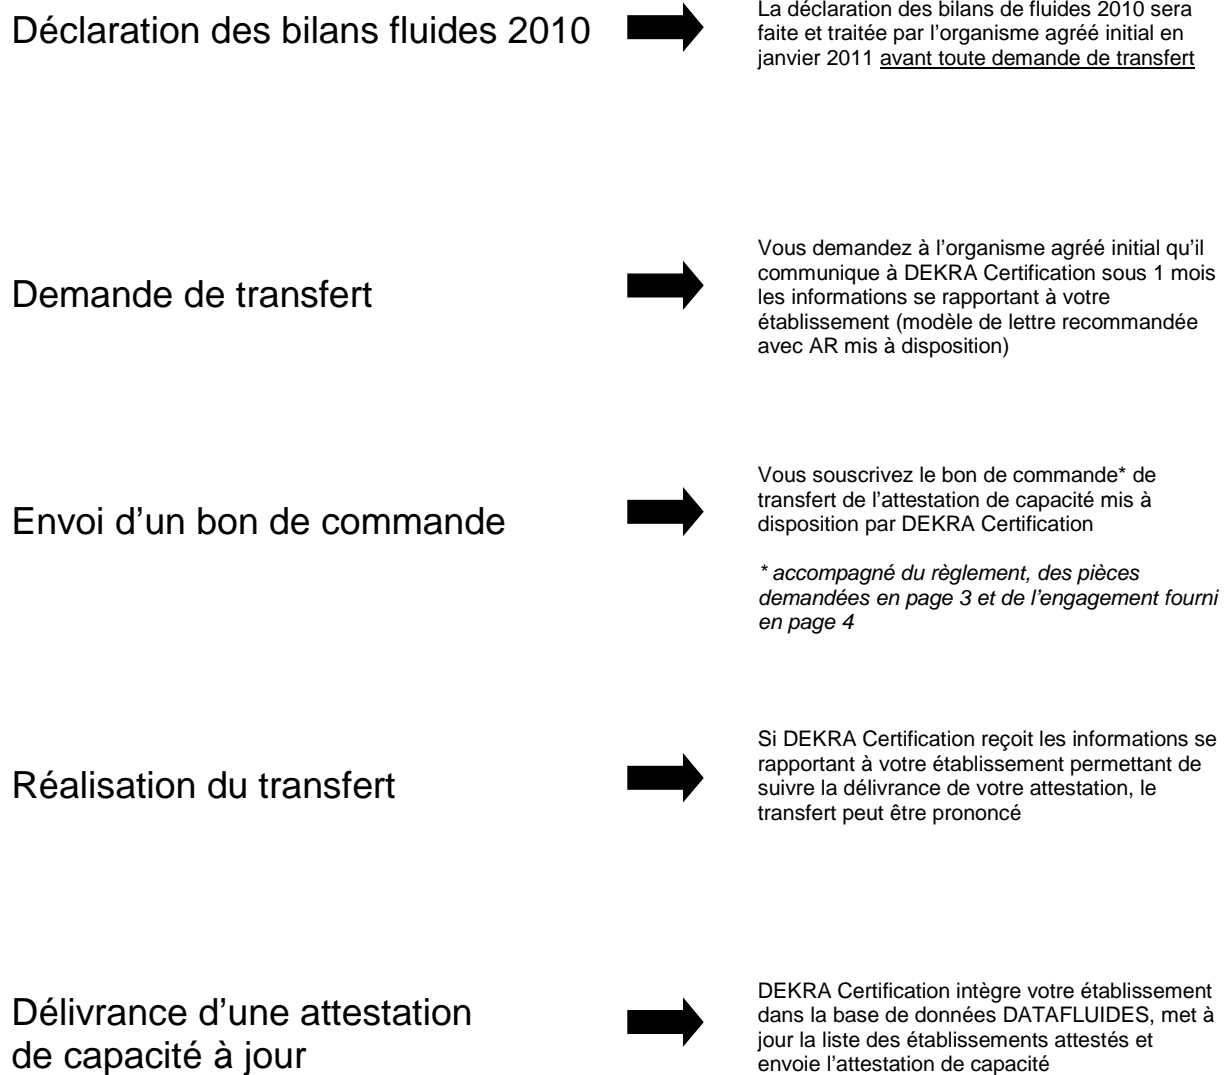 Déclaration des bilans fluides 2010
La déclaration des bilans de fluides 2010 sera
faite et traitée par l’organisme agréé initial en
janvier 2011 avant toute demande de transfert
Demande de transfert
Vous demandez à l’organisme agréé initial qu’il
communique à DEKRA Certification sous 1 mois
les informations se rapportant à votre
établissement (modèle de lettre recommandée
avec AR mis à disposition)
Envoi d’un bon de commande
Vous souscrivez le bon de commande* de
transfert de l’attestation de capacité mis à
disposition par DEKRA Certification
* accompagné du règlement, des pièces
demandées en page 3 et de l’engagement fourni
en page 4
Réalisation du transfert
Si DEKRA Certification reçoit les informations se
rapportant à votre établissement permettant de
suivre la délivrance de votre attestation, le
transfert peut être prononcé
Délivrance d’une attestation
de capacité à jour
DEKRA Certification intègre votre établissement
dans la base de données DATAFLUIDES, met à
jour la liste des établissements attestés et
envoie l’attestation de capacité